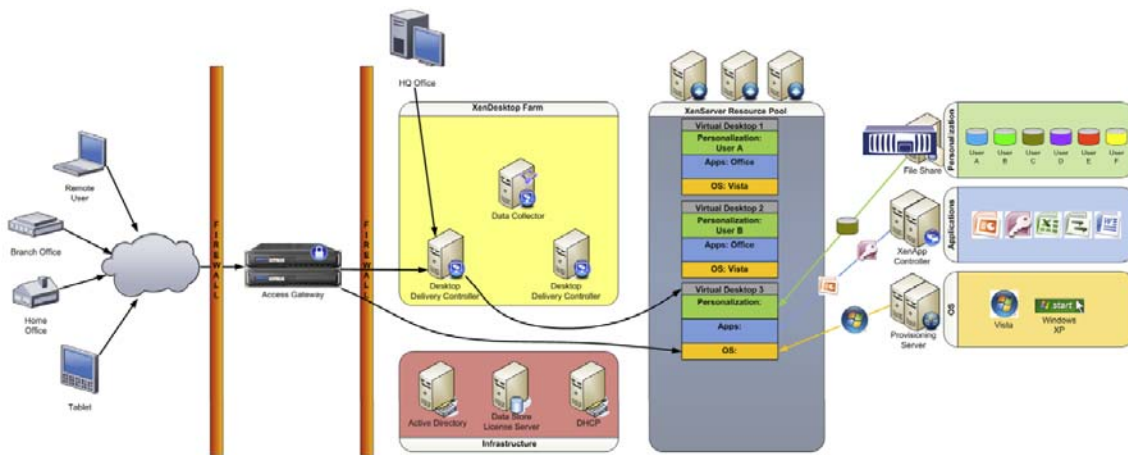 HQ Office
Remote
User
Branch Office
Home
Office
Tablet
FIREWALL
Access Gateway
FIREWALL
XenDesktop Farm
Data Collector
Desktop
Delivery Controller
Desktop
Delivery Controller
Active Directory
Data Store
License Server
DHCP
Infrastructure
XenServer Resource Pool
Virtual Desktop 1
Personalization:
User A
Apps: Office
OS: Vista
Virtual Desktop 2
Personalization:
User B
Apps: Office
OS: Vista
Virtual Desktop 3
Personalization:
Apps:
OS:
File Share
XenApp
Controller
Provisioning
Server
Personalization
User
A
User
B
User
C
User
D
User
E
User
F
Applications
OS
Vista
start
Windows
XP